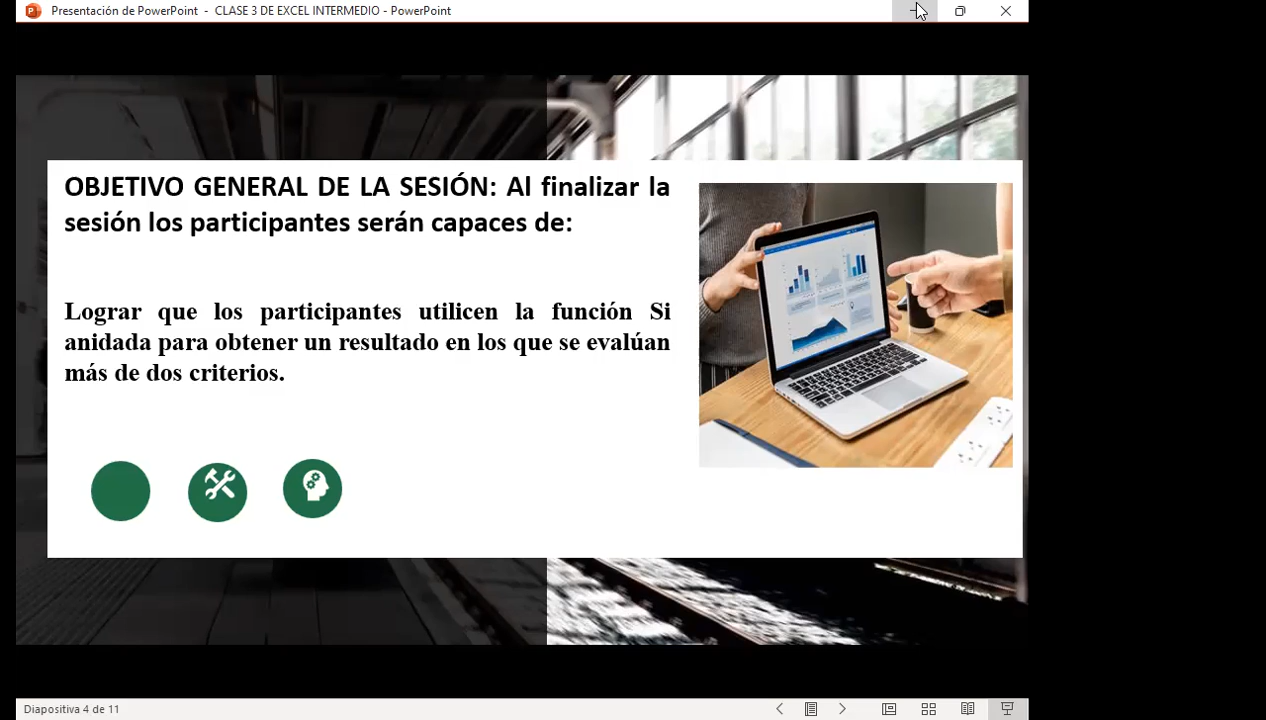 Presentación de PowerPoint - CLASE 3 DE EXCEL INTERMEDIO - PowerPoint
OBJETIVO GENERAL DE LA SESIÓN: Al finalizar la
sesión los participantes serán capaces de:
Lograr que los participantes utilicen la función Si
anidada para obtener un resultado en los que se evalúan
más de dos criterios.
Diapositiva 4 de 11